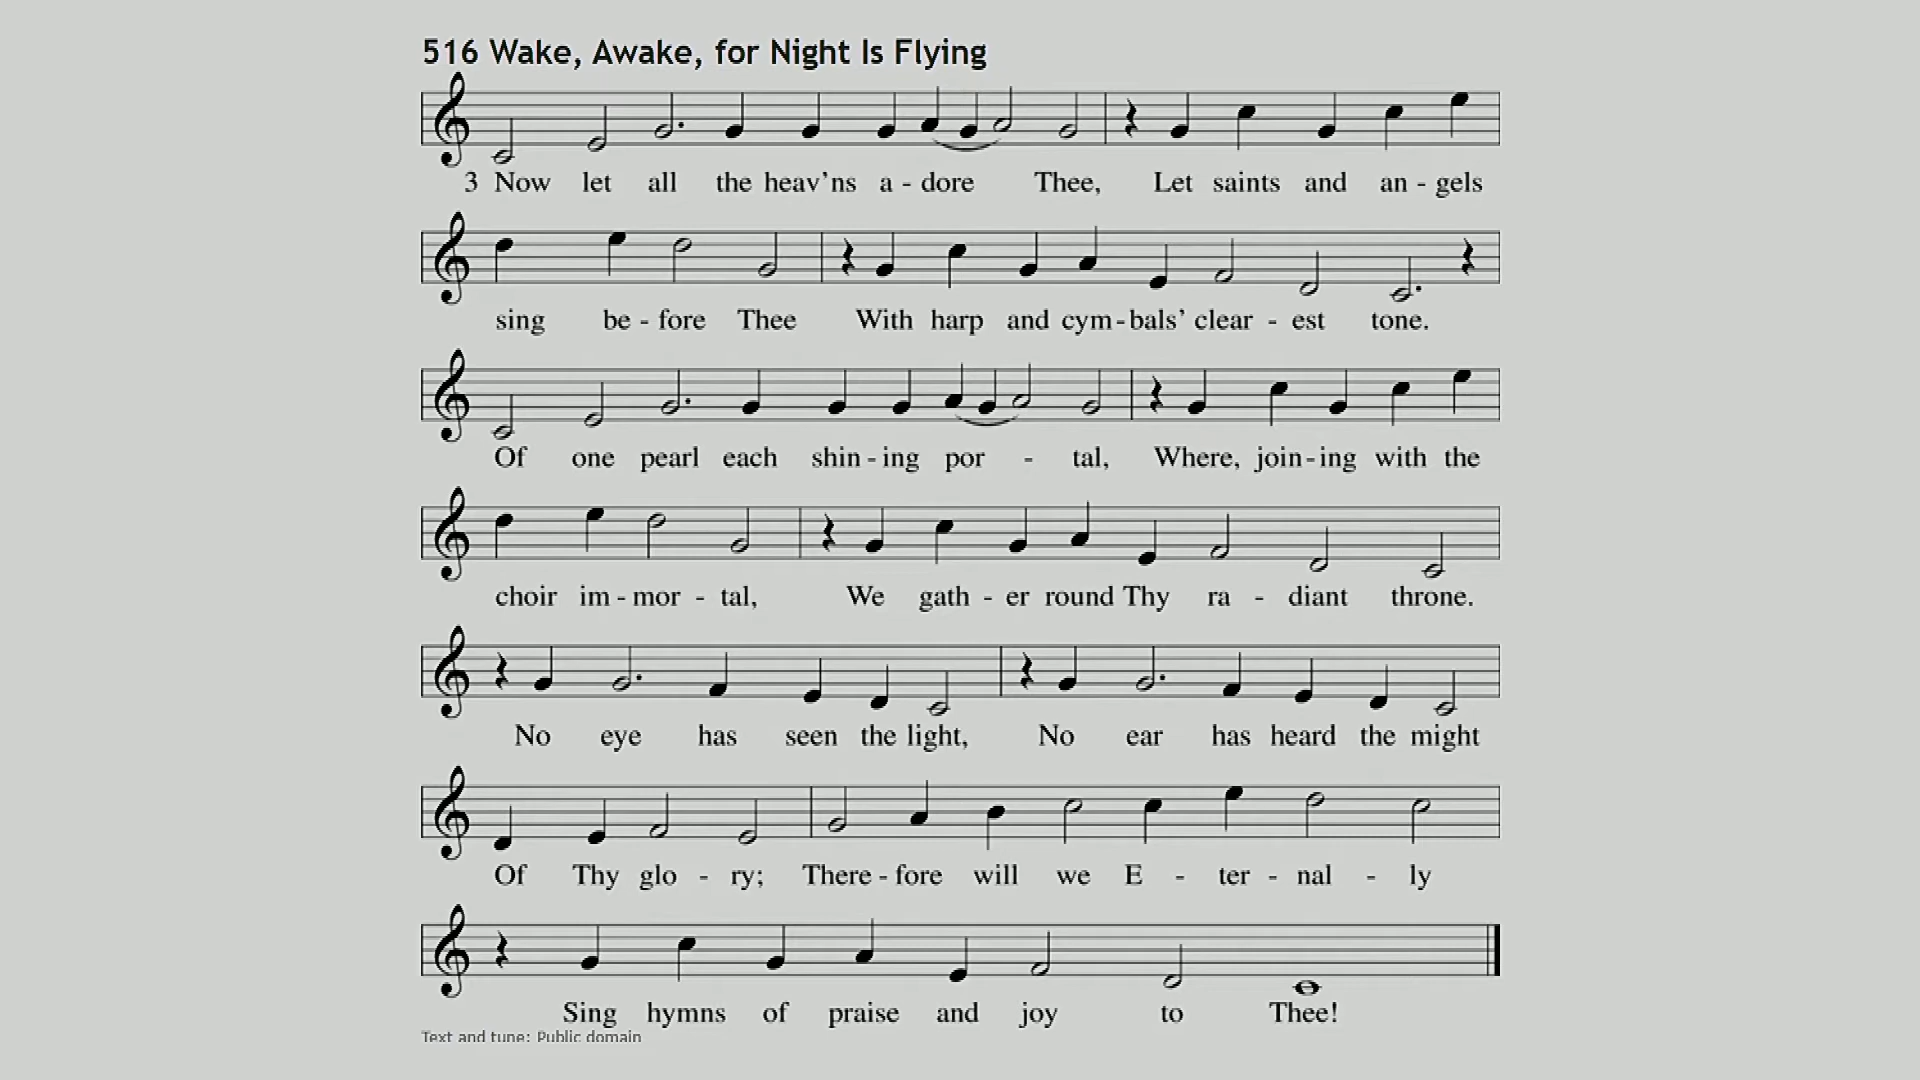 516 Wake, Awake, for Night Is Flying
3 Now let all the heav’ns a - dore Thee, Let saints and an - gels
sing be - fore Thee With harp and cym - bals’ clear - est tone.
Of one pearl each shin - ing por - tal, Where, join - ing with the
choir im - mor - tal, We gath - er round Thy ra - diant throne.
No eye has seen the light, No ear has heard the might
Of Thy glo - ry; There - fore will we E - ter - nal - ly
Sing hymns of praise and joy to Thee!
Text and tune: Public domain